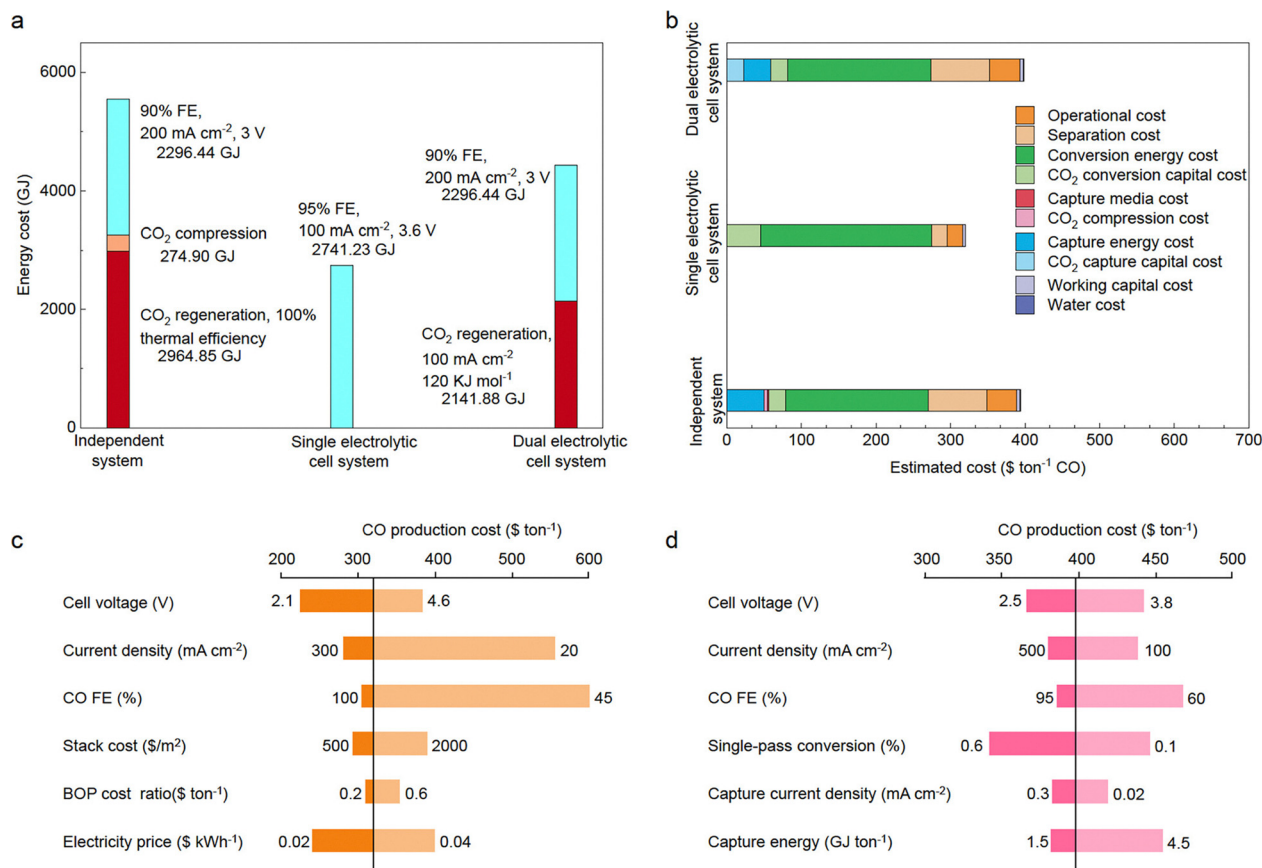 a
Energy cost (GJ)
6000
4000
2000
0
90% FE,
200 mA cm⁻², 3 V
2296.44 GJ
CO₂ compression
274.90 GJ
CO₂ regeneration, 100%
thermal efficiency
2964.85 GJ
95% FE,
100 mA cm⁻², 3.6 V
2741.23 GJ
90% FE,
200 mA cm⁻², 3 V
2296.44 GJ
CO₂ regeneration,
100 mA cm⁻²
120 KJ mol⁻¹
2141.88 GJ
Independent
system
Single electrolytic
cell system
Dual electrolytic
cell system
b
Dual electrolytic
cell system
Single electrolytic
cell system
Independent
system
Operational cost
Separation cost
Conversion energy cost
CO₂ conversion capital cost
Capture media cost
CO₂ compression cost
Capture energy cost
CO₂ capture capital cost
Working capital cost
Water cost
0 100 200 300 400 500 600 700
Estimated cost ($ ton⁻¹ CO)
c
CO production cost ($ ton⁻¹)
200 300 400 500 600
Cell voltage (V) 2.1 4.6
Current density (mA cm⁻²) 300 20
CO FE (%) 100 45
Stack cost ($/m²) 500 2000
BOP cost ratio($ ton⁻¹) 0.2 0.6
Electricity price ($ kWh⁻¹) 0.02 0.04
d
CO production cost ($ ton⁻¹)
300 350 400 450 500
Cell voltage (V) 2.5 3.8
Current density (mA cm⁻²) 500 100
CO FE (%) 95 60
Single-pass conversion (%) 0.6 0.1
Capture current density (mA cm⁻²) 0.3 0.02
Capture energy (GJ ton⁻¹) 1.5 4.5